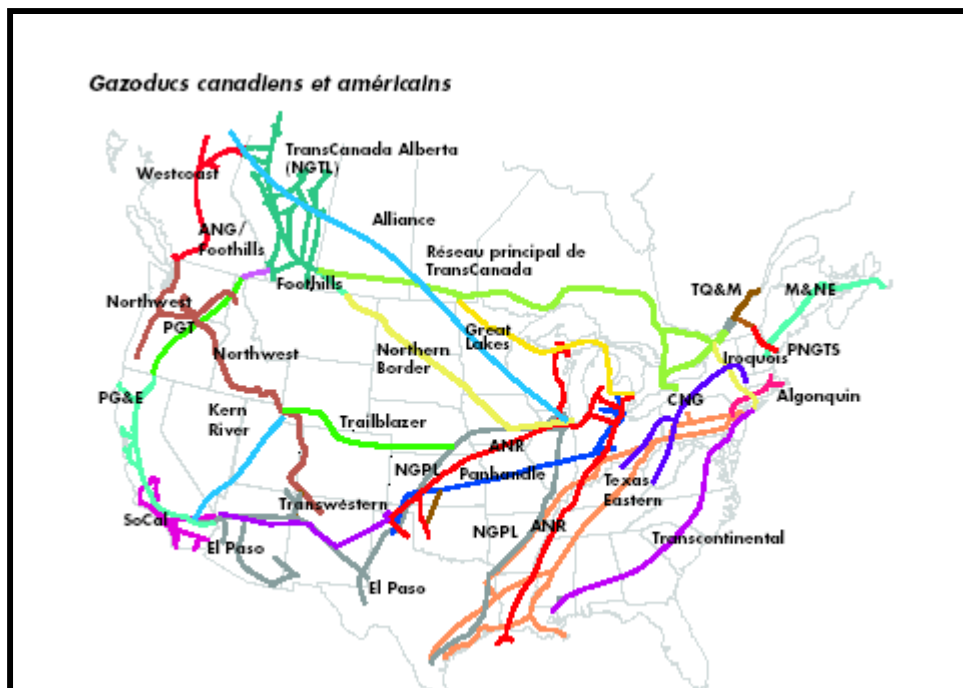 Gazoducs canadiens et américains
TransCanada Alberta
(NGTL)
Westcoast
Alliance
ANG/
Foothills
Réseau principal de
TransCanada
Foothills
TQ&M
M&NE
Northwest
PGT
Great
Lakes
Iroquois
PNGTS
Northwest
Northern
Border
PG&E
CNG
Algonquin
Kern
River
Trailblazer
ANR
NGPL
Panhandle
Texas
Eastern
Transwéstern
SoCal
NGPL
ANR
Transcontinental
El Paso
El Paso